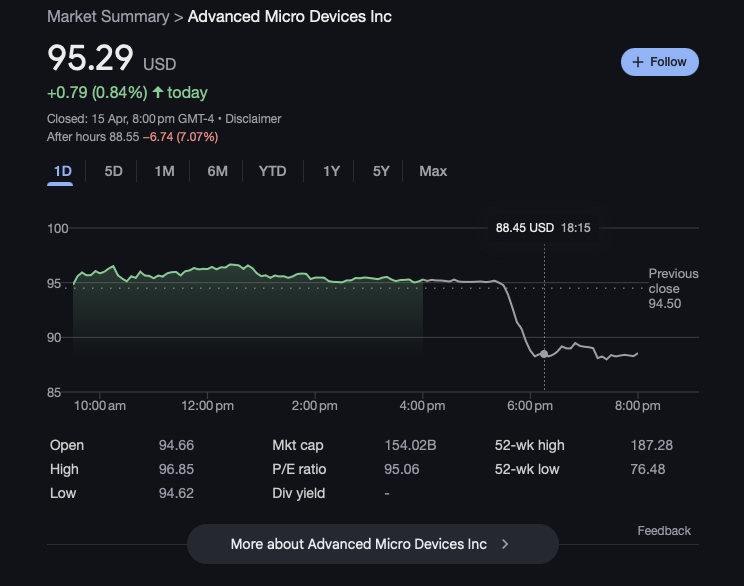 Market Summary > Advanced Micro Devices Inc
95.29 USD
+ Follow
+0.79 (0.84%) ↑ today
Closed: 15 Apr, 8:00 pm GMT-4 • Disclaimer
After hours 88.55 −6.74 (7.07%)
1D 5D 1M 6M YTD 1Y 5Y Max
88.45 USD 18:15
100
95
90
85
Previous
close
94.50
10:00 am 12:00 pm 2:00 pm 4:00 pm 6:00 pm 8:00 pm
Open 94.66 Mkt cap 154.02B 52-wk high 187.28
High 96.85 P/E ratio 95.06 52-wk low 76.48
Low 94.62 Div yield -
Feedback
More about Advanced Micro Devices Inc >